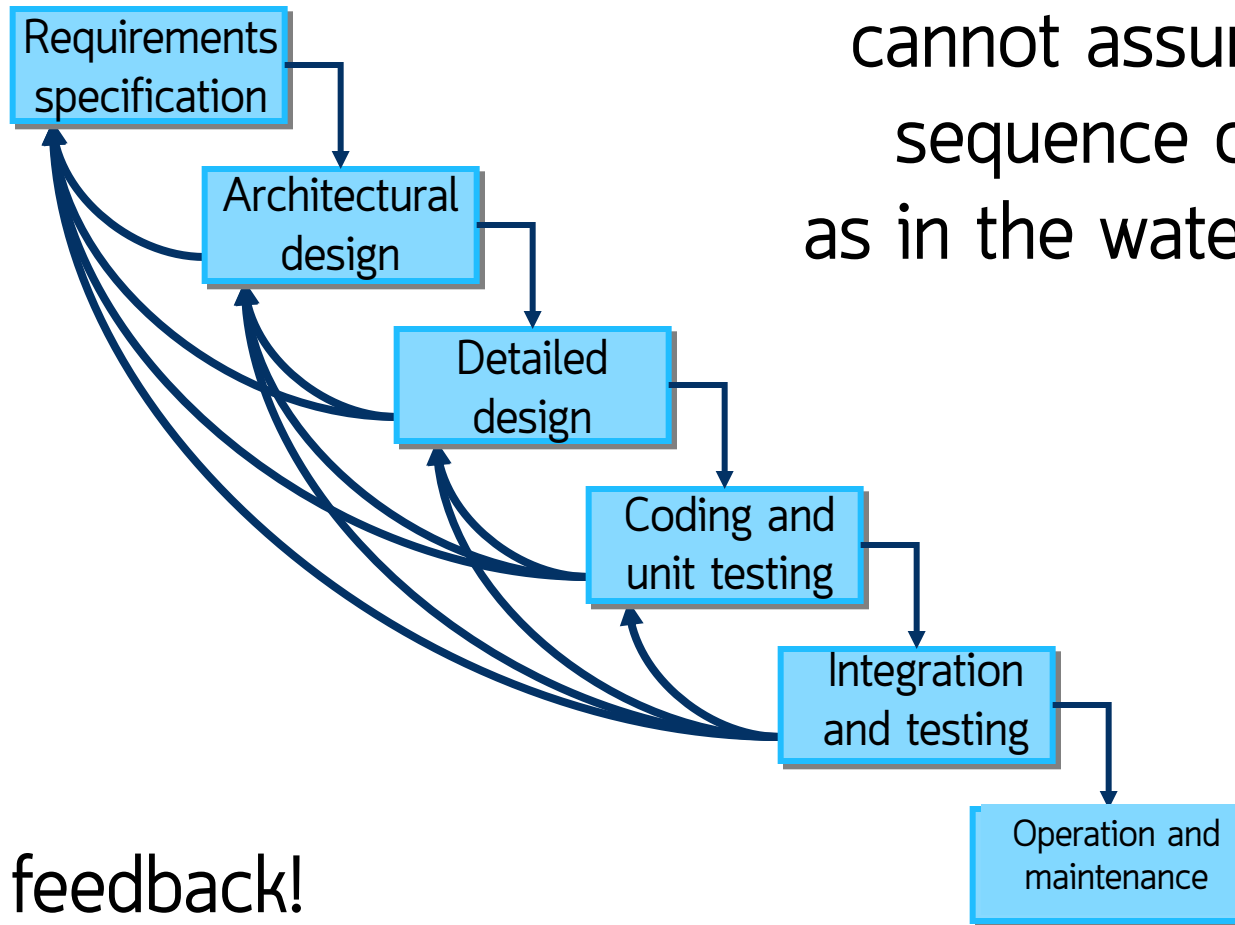 Requirements
specification
cannot assu
sequence
as in the wate
Architectural
design
Detailed
design
Coding and
unit testing
Integration
and testing
Operation and
maintenance
feedback!